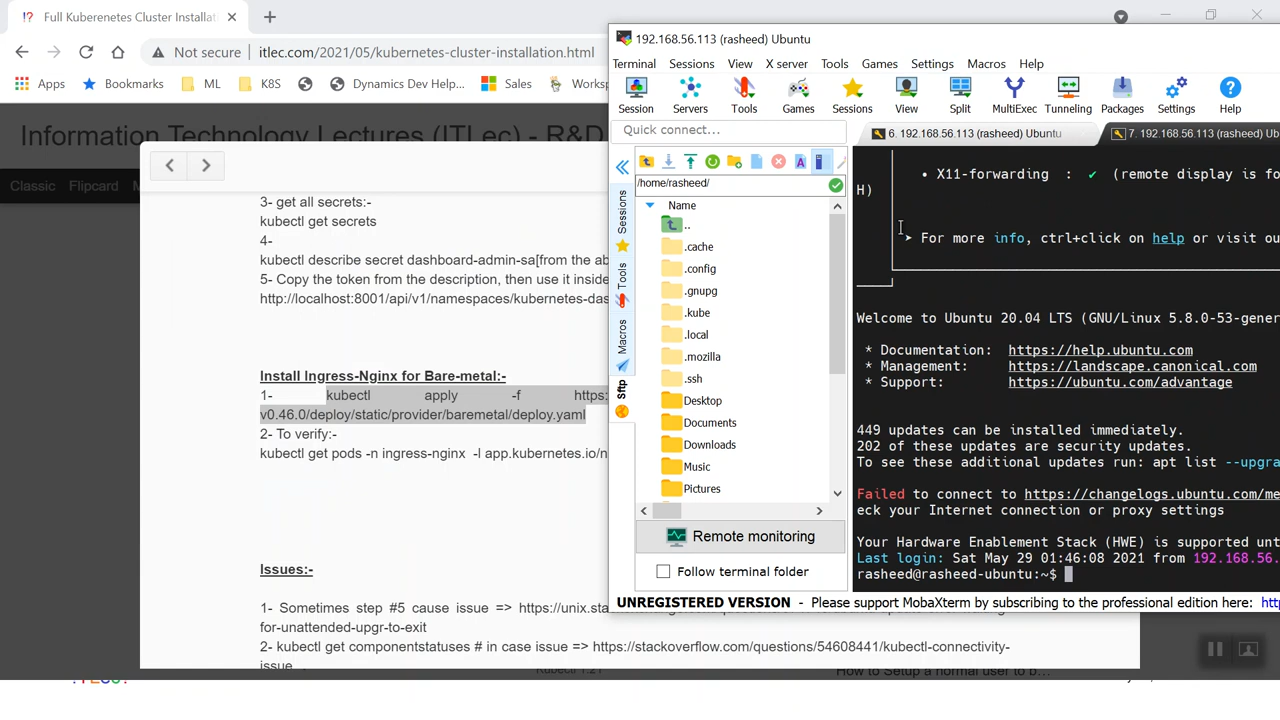 Full Kuberenetes Cluster Installat
Not secure
itlec.com/2021/05/kubernetes-cluster-installation.html
Apps
Bookmarks
ML
K8S
Dynamics Dev Help...
Sales
Information Technology Lectures (ITLec) - R&D
Classic
Flipcard
3- get all secrets:-
kubectl get secrets
4-
kubectl describe secret dashboard-admin-sa[from the ab
5- Copy the token from the description, then use it inside
http://localhost:8001/api/v1/namespaces/kubernetes-das
Install Ingress-Nginx for Bare-metal:-
1- kubectl apply -f https:
v0.46.0/deploy/static/provider/baremetal/deploy.yaml
2- To verify:-
kubectl get pods -n ingress-nginx -l app.kubernetes.io/n
Issues:-
1- Sometimes step #5 cause issue => https://unix.sta
for-unattended-upgr-to-exit
2- kubectl get componentstatuses # in case issue => https://stackoverflow.com/questions/54608441/kubectl-connectivity-
issue
Kubectl 1.21
How to Setup a normal user to b...
192.168.56.113 (rasheed) Ubuntu
Terminal
Sessions
View
X server
Tools
Games
Settings
Macros
Help
Session
Servers
Tools
Games
Sessions
View
Split
MultiExec
Tunneling
Packages
Settings
Help
Quick connect...
6. 192.168.56.113 (rasheed) Ubuntu
7. 192.168.56.113 (rasheed) Ub
Sessions
Tools
Macros
Sftp
/home/rasheed/
Name
..
.cache
.config
.gnupg
.kube
.local
.mozilla
.ssh
Desktop
Documents
Downloads
Music
Pictures
Remote monitoring
Follow terminal folder
• X11-forwarding : ✔ (remote display is fo
H)
➤ For more info, ctrl+click on help or visit ou
Welcome to Ubuntu 20.04 LTS (GNU/Linux 5.8.0-53-gener
* Documentation: https://help.ubuntu.com
* Management: https://landscape.canonical.com
* Support: https://ubuntu.com/advantage
449 updates can be installed immediately.
202 of these updates are security updates.
To see these additional updates run: apt list --upgra
Failed to connect to https://changelogs.ubuntu.com/me
eck your Internet connection or proxy settings
Your Hardware Enablement Stack (HWE) is supported unt
Last login: Sat May 29 01:46:08 2021 from 192.168.56.
rasheed@rasheed-ubuntu:~$
UNREGISTERED VERSION - Please support MobaXterm by subscribing to the professional edition here: htt